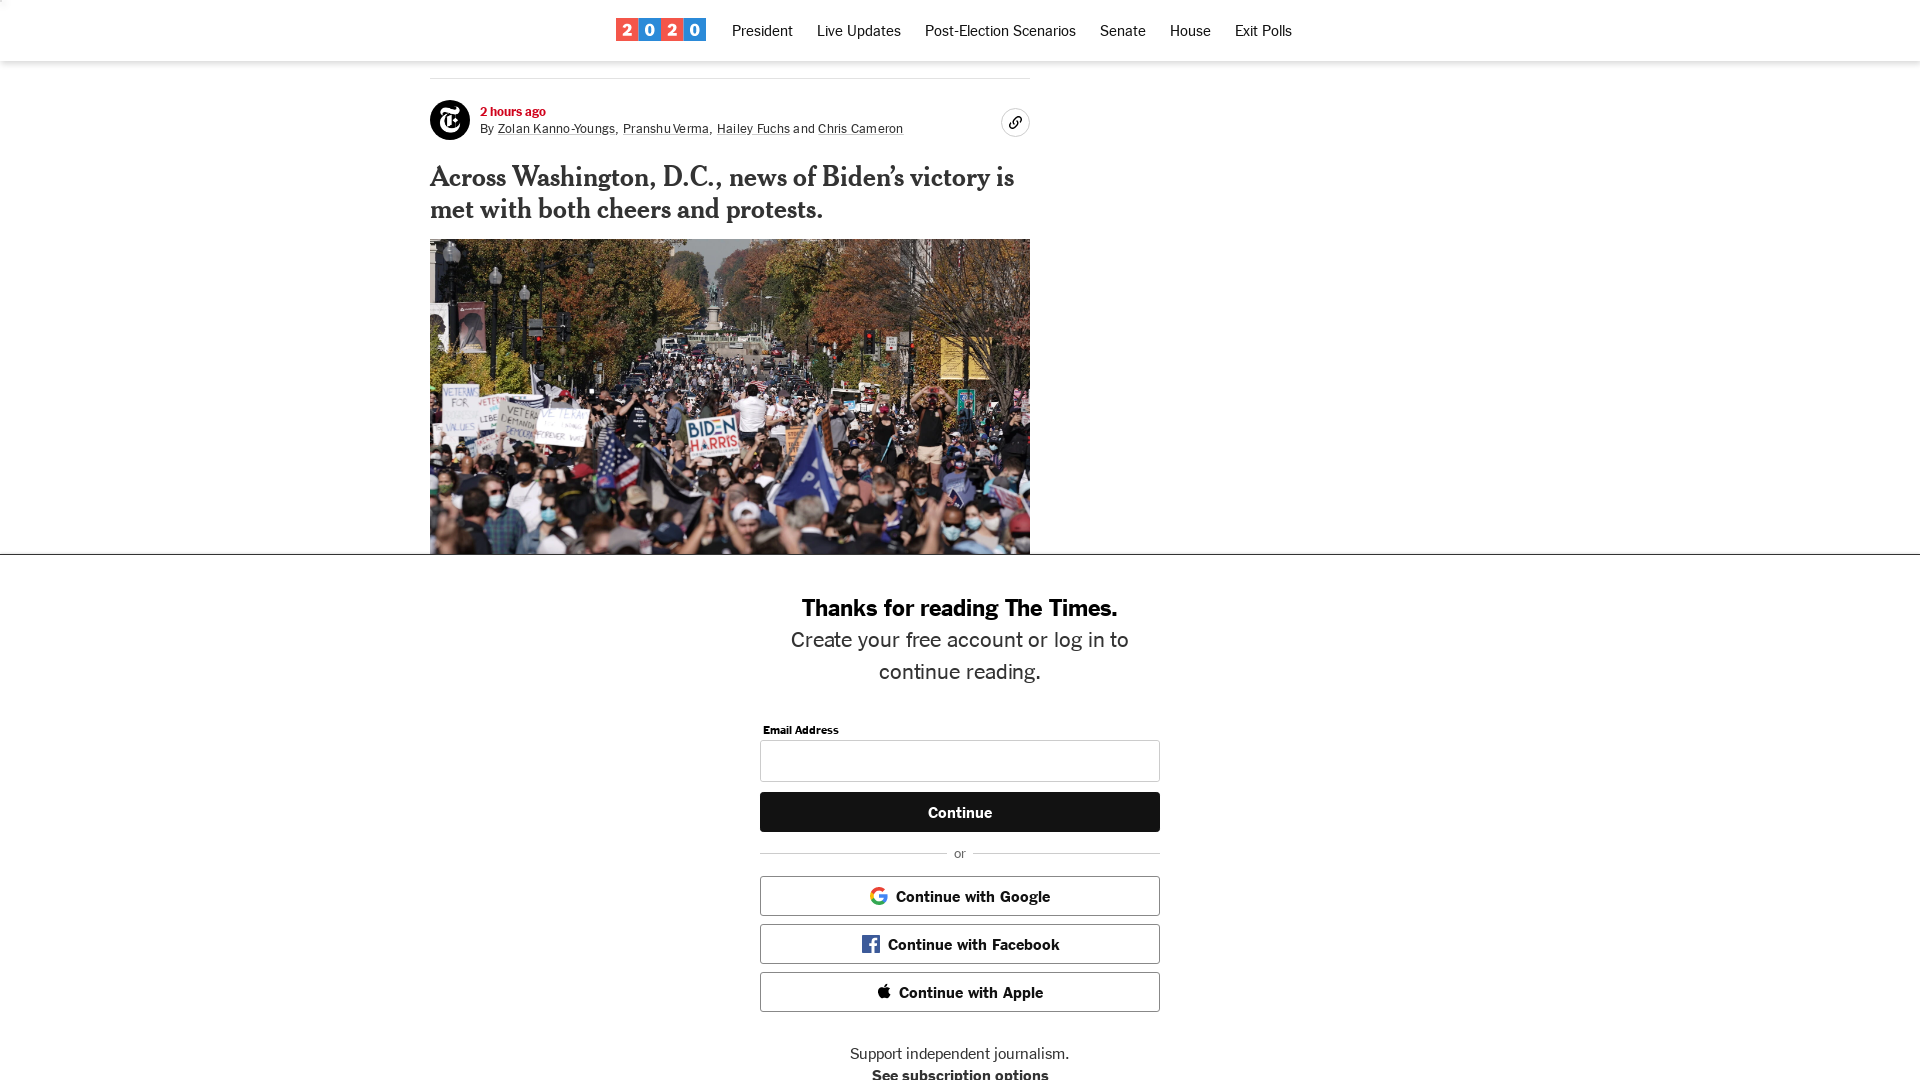 2020 President Live Updates Post-Election Scenarios Senate House Exit Polls
2 hours ago
By Zolan Kanno-Youngs, Pranshu Verma, Hailey Fuchs and Chris Cameron
Across Washington, D.C., news of Biden’s victory is
met with both cheers and protests.
VETERANS
FOR
VALUES
VETERANS
DEMAND
BIDEN
HARRIS
Thanks for reading The Times.
Create your free account or log in to
continue reading.
Email Address
Continue
or
Continue with Google
Continue with Facebook
Continue with Apple
Support independent journalism.
See subscription options